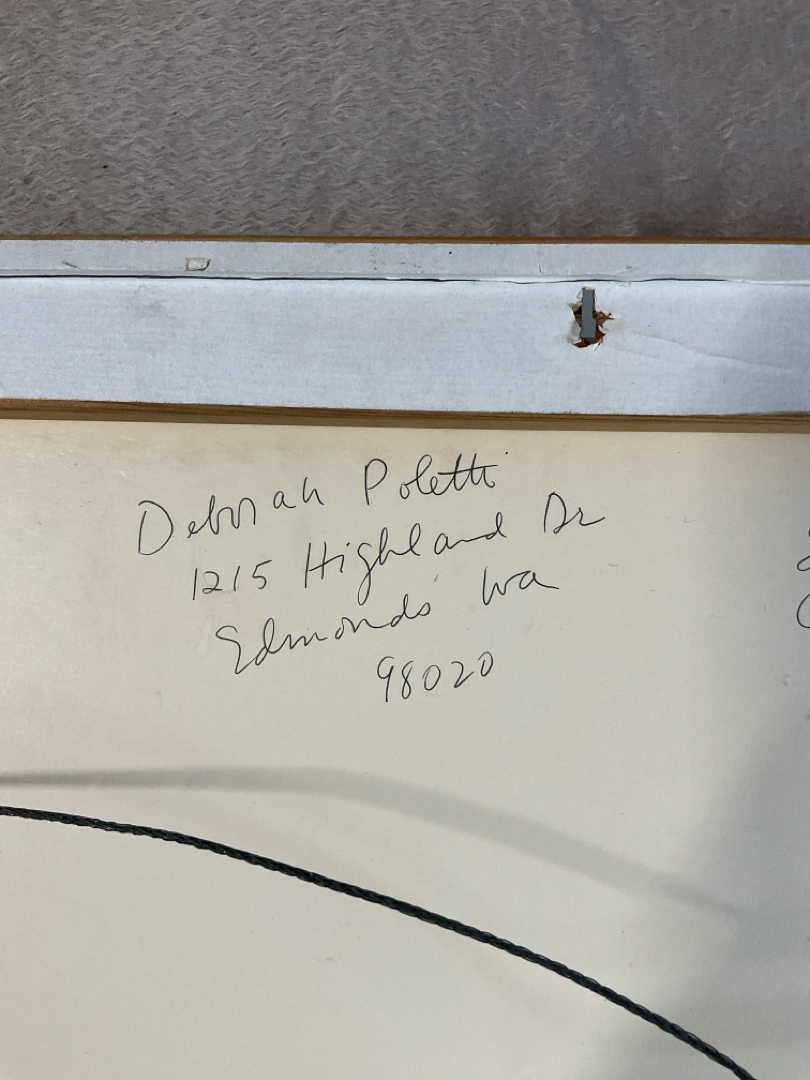 Deborah Poletti
1215 Highland Dr
Edmonds Wa
98020